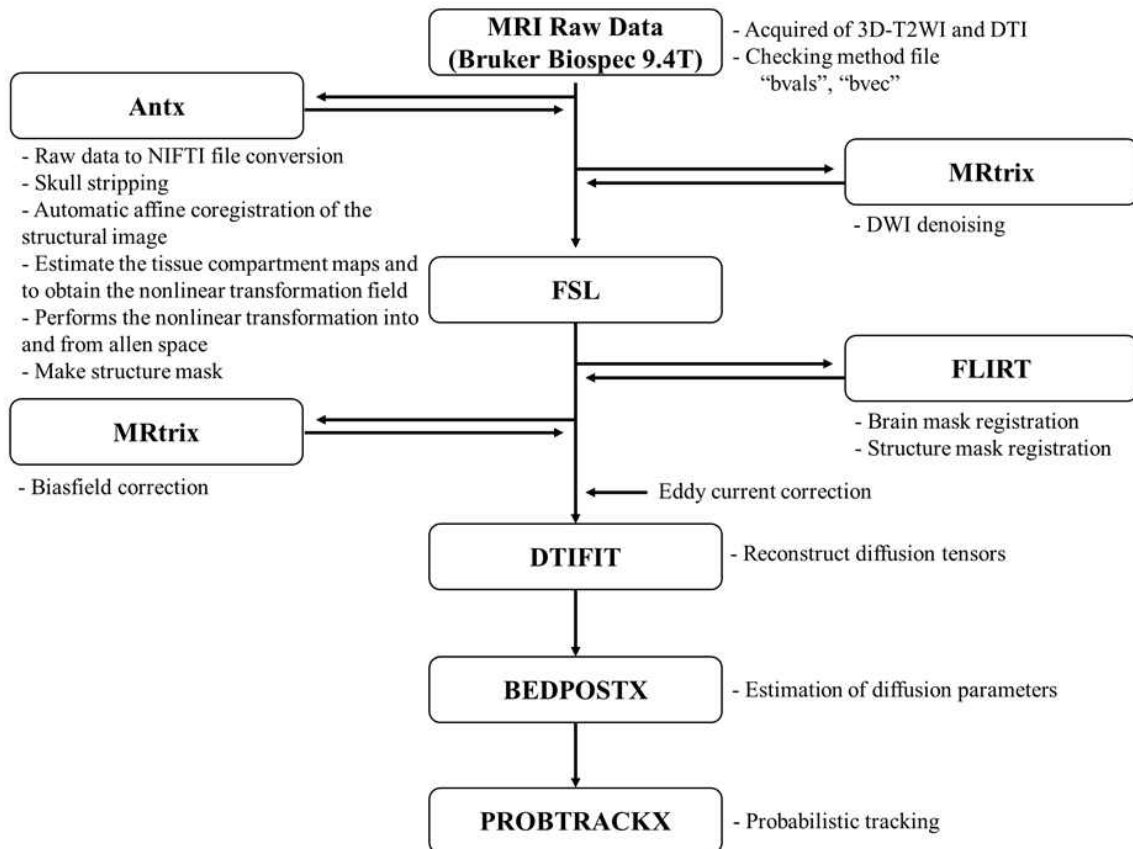 MRI Raw Data
(Bruker Biospec 9.4T)
- Acquired of 3D-T2WI and DTI
- Checking method file
“bvals”, “bvec”
Antx
- Raw data to NIFTI file conversion
- Skull stripping
- Automatic affine coregistration of the
structural image
- Estimate the tissue compartment maps and
to obtain the nonlinear transformation field
- Performs the nonlinear transformation into
and from allen space
- Make structure mask
MRtrix
- DWI denoising
FSL
FLIRT
- Brain mask registration
- Structure mask registration
MRtrix
- Biasfield correction
Eddy current correction
DTIFIT
- Reconstruct diffusion tensors
BEDPOSTX
- Estimation of diffusion parameters
PROBTRACKX
- Probabilistic tracking